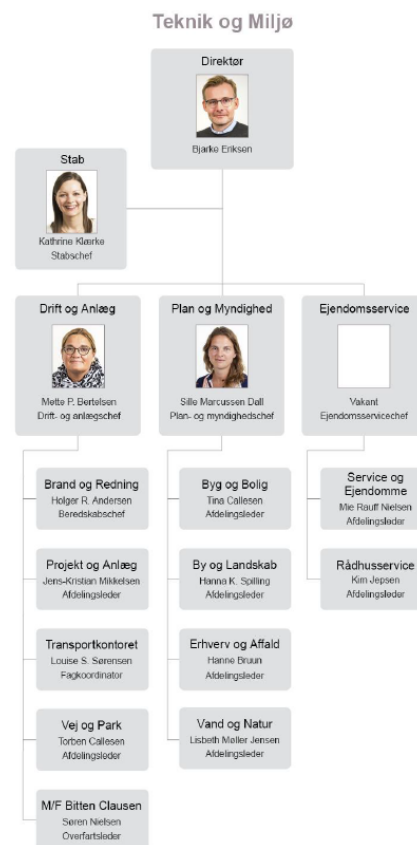 Teknik og Miljø
Direktør
Bjarke Eriksen
Stab
Kathrine Klærke
Stabschef
Drift og Anlæg
Mette P. Bertelsen
Drift- og anlægschef
Plan og Myndighed
Sille Marcussen Dall
Plan- og myndighedschef
Ejendomsservice
Vakant
Ejendomsservicechef
Brand og Redning
Holger R. Andersen
Beredskabschef
Projekt og Anlæg
Jens-Kristian Mikkelsen
Afdelingsleder
Transportkontoret
Louise S. Sørensen
Fagkoordinator
Vej og Park
Torben Callesen
Afdelingsleder
M/F Bitten Clausen
Søren Nielsen
Overfartsleder
Byg og Bolig
Tina Callesen
Afdelingsleder
By og Landskab
Hanna K. Spilling
Afdelingsleder
Erhverv og Affald
Hanne Bruun
Afdelingsleder
Vand og Natur
Lisbeth Møller Jensen
Afdelingsleder
Service og
Ejendomme
Mie Rauff Nielsen
Afdelingsleder
Rådhusservice
Kim Jepsen
Afdelingsleder